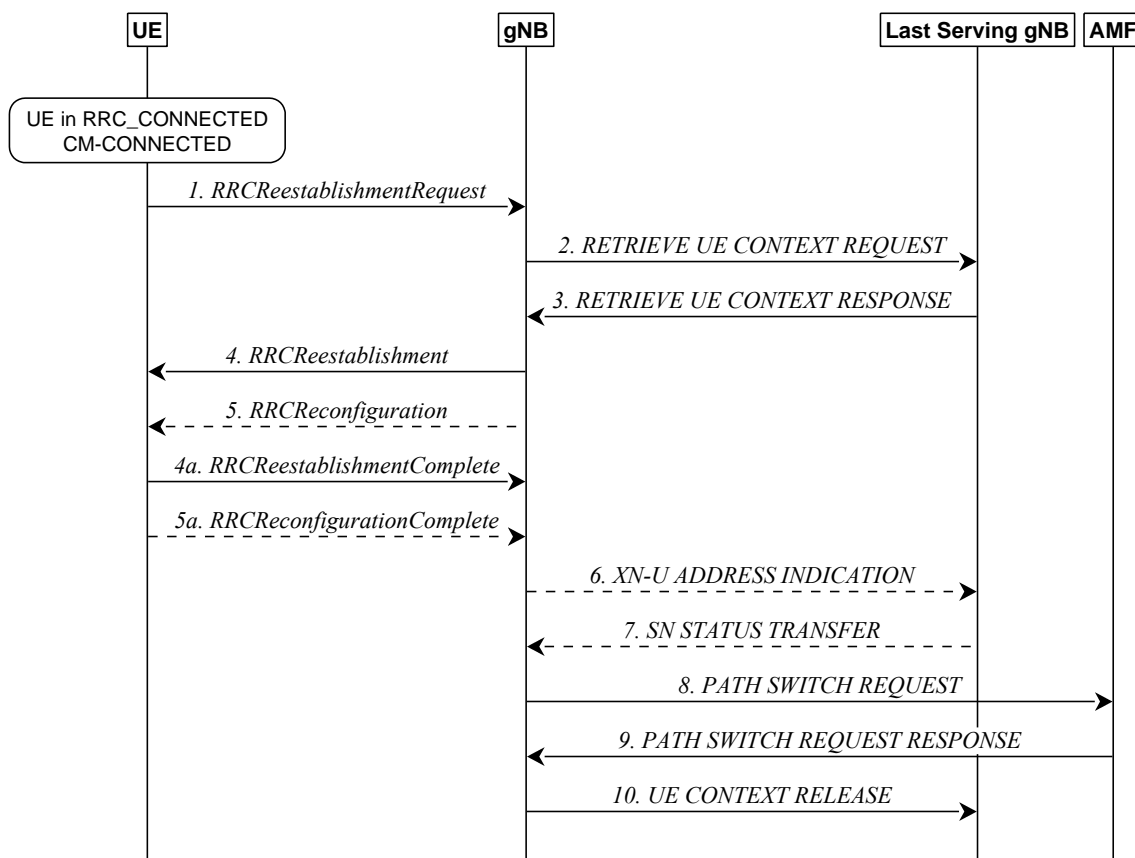 UE
gNB
Last Serving gNB
AMF
UE in RRC_CONNECTED
CM-CONNECTED
1. RRCReestablishmentRequest
2. RETRIEVE UE CONTEXT REQUEST
3. RETRIEVE UE CONTEXT RESPONSE
4. RRCReestablishment
5. RRCReconfiguration
4a. RRCReestablishmentComplete
5a. RRCReconfigurationComplete
6. XN-U ADDRESS INDICATION
7. SN STATUS TRANSFER
8. PATH SWITCH REQUEST
9. PATH SWITCH REQUEST RESPONSE
10. UE CONTEXT RELEASE